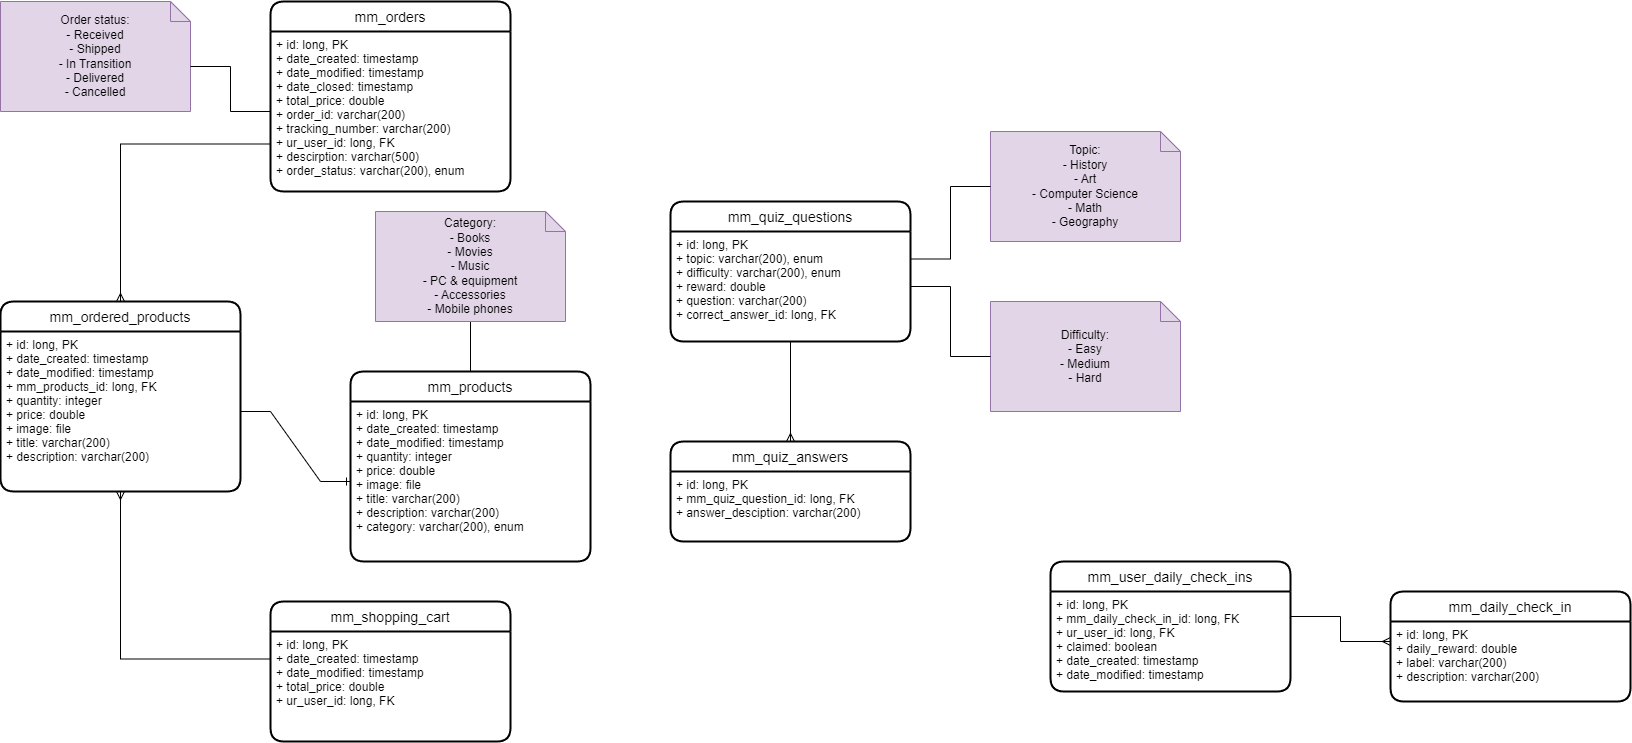 Order status:
- Received
- Shipped
- In Transition
- Delivered
- Cancelled
mm_orders
+ id: long, PK
+ date_created: timestamp
+ date_modified: timestamp
+ date_closed: timestamp
+ total_price: double
+ order_id: varchar(200)
+ tracking_number: varchar(200)
+ ur_user_id: long, FK
+ descirption: varchar(500)
+ order_status: varchar(200), enum
Category:
- Books
- Movies
- Music
- PC & equipment
- Accessories
- Mobile phones
mm_ordered_products
+ id: long, PK
+ date_created: timestamp
+ date_modified: timestamp
+ mm_products_id: long, FK
+ quantity: integer
+ price: double
+ image: file
+ title: varchar(200)
+ description: varchar(200)
mm_products
+ id: long, PK
+ date_created: timestamp
+ date_modified: timestamp
+ quantity: integer
+ price: double
+ image: file
+ title: varchar(200)
+ description: varchar(200)
+ category: varchar(200), enum
mm_shopping_cart
+ id: long, PK
+ date_created: timestamp
+ date_modified: timestamp
+ total_price: double
+ ur_user_id: long, FK
mm_quiz_questions
+ id: long, PK
+ topic: varchar(200), enum
+ difficulty: varchar(200), enum
+ reward: double
+ question: varchar(200)
+ correct_answer_id: long, FK
Topic:
- History
- Art
- Computer Science
- Math
- Geography
Difficulty:
- Easy
- Medium
- Hard
mm_quiz_answers
+ id: long, PK
+ mm_quiz_question_id: long, FK
+ answer_desciption: varchar(200)
mm_user_daily_check_ins
+ id: long, PK
+ mm_daily_check_in_id: long, FK
+ ur_user_id: long, FK
+ claimed: boolean
+ date_created: timestamp
+ date_modified: timestamp
mm_daily_check_in
+ id: long, PK
+ daily_reward: double
+ label: varchar(200)
+ description: varchar(200)